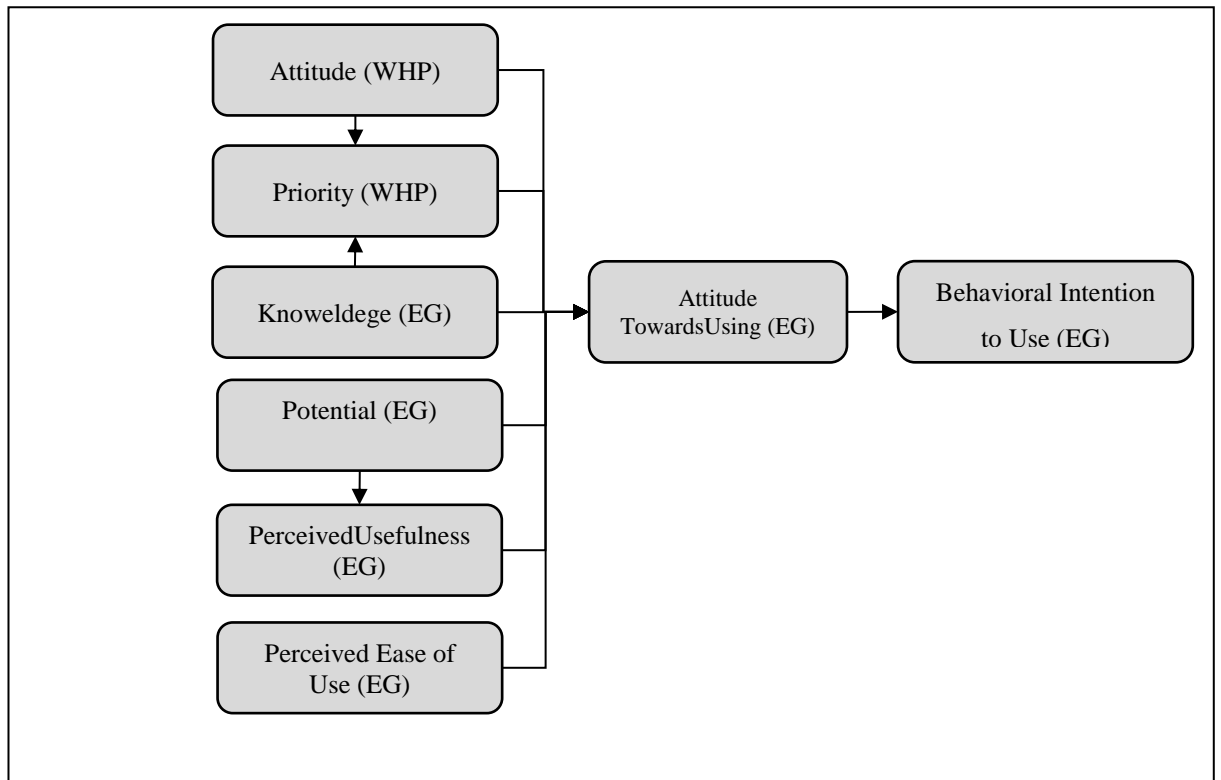 Attitude (WHP)
Priority (WHP)
Knoweldege (EG)
Potential (EG)
PerceivedUsefulness
(EG)
Perceived Ease of
Use (EG)
Attitude
TowardsUsing (EG)
Behavioral Intention
to Use (EG)